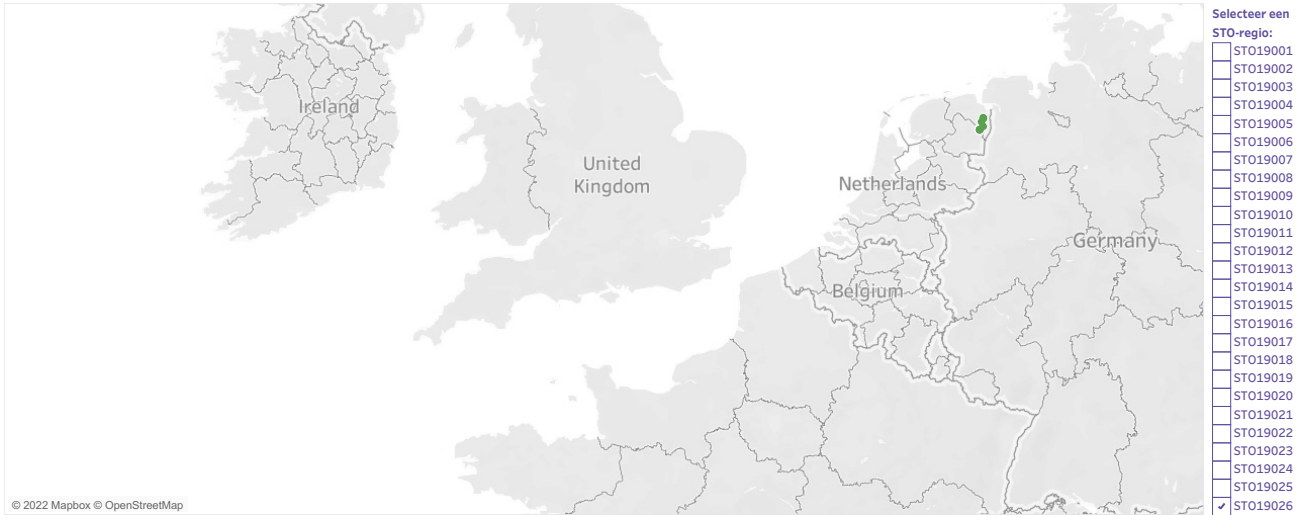 Selecteer een
STO-regio:
STO19001
STO19002
STO19003
STO19004
STO19005
STO19006
STO19007
STO19008
STO19009
STO19010
STO19011
STO19012
STO19013
STO19014
STO19015
STO19016
STO19017
STO19018
STO19019
STO19020
STO19021
STO19022
STO19023
STO19024
STO19025
STO19026
Ireland
United
Kingdom
Netherlands
Germany
Belgium
© 2022 Mapbox © OpenStreetMap